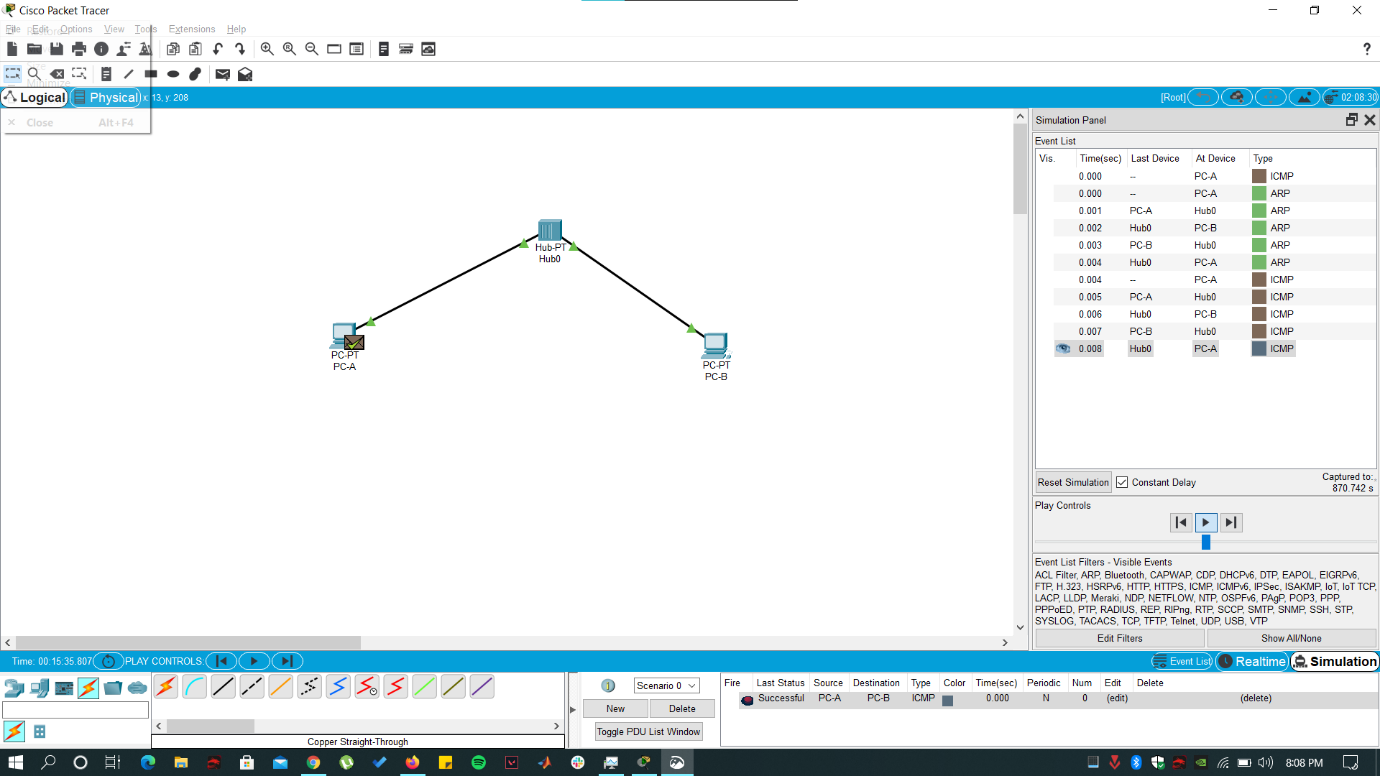 Cisco Packet Tracer
File Edit Options View Tools Extensions Help
Logical Physical x: 13, y: 208 [Root] 02:08:30
× Close Alt+F4
Hub-PT
Hub0
PC-PT
PC-A
PC-PT
PC-B
Simulation Panel
Event List
Vis. Time(sec) Last Device At Device Type
0.000 -- PC-A ICMP
0.000 -- PC-A ARP
0.001 PC-A Hub0 ARP
0.002 Hub0 PC-B ARP
0.003 PC-B Hub0 ARP
0.004 Hub0 PC-A ARP
0.004 -- PC-A ICMP
0.005 PC-A Hub0 ICMP
0.006 Hub0 PC-B ICMP
0.007 PC-B Hub0 ICMP
0.008 Hub0 PC-A ICMP
Reset Simulation Constant Delay Captured to:
870.742 s
Play Controls
Event List Filters - Visible Events
ACL Filter, ARP, Bluetooth, CAPWAP, CDP, DHCPv6, DTP, EAPOL, EIGRPv6,
FTP, H.323, HSRPv6, HTTP, HTTPS, ICMP, ICMPv6, IPSec, ISAKMP, IoT, IoT TCP,
LACP, LLDP, Meraki, NDP, NETFLOW, NTP, OSPFv6, PAgP, POP3, PPP,
PPPoED, PTP, RADIUS, REP, RIPng, RTP, SCCP, SMTP, SNMP, SSH, STP,
SYSLOG, TACACS, TCP, TFTP, Telnet, UDP, USB, VTP
Edit Filters Show All/None
Time: 00:15:35.807 PLAY CONTROLS: Event List Realtime Simulation
Scenario 0
New Delete
Toggle PDU List Window
Fire Last Status Source Destination Type Color Time(sec) Periodic Num Edit Delete
Successful PC-A PC-B ICMP 0.000 N 0 (edit) (delete)
Copper Straight-Through
8:08 PM